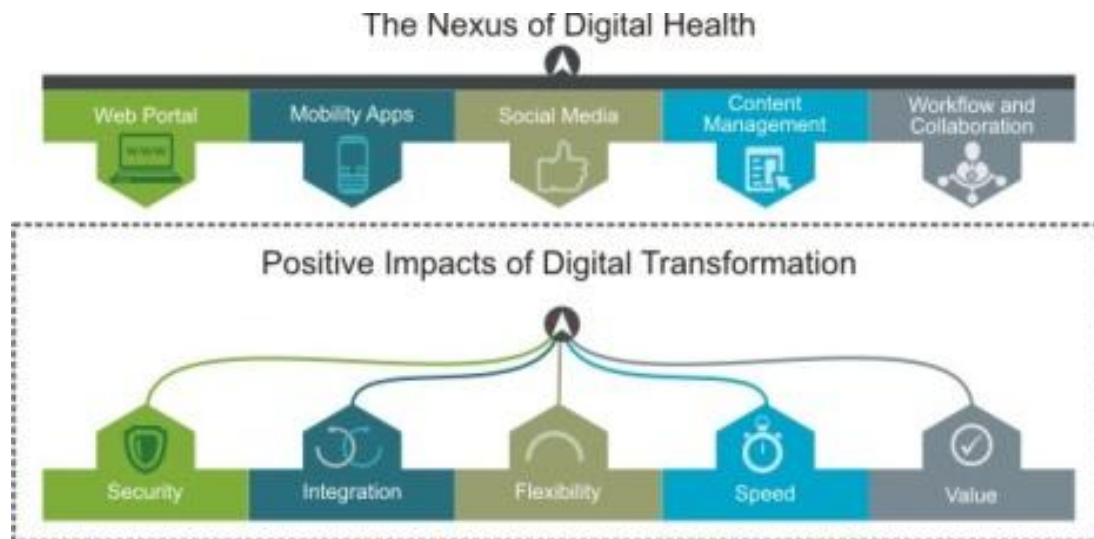 The Nexus of Digital Health
Web Portal
Mobility Apps
Social Media
Content
Management
Workflow and
Collaboration
www
Positive Impacts of Digital Transformation
Security
Integration
Flexibility
Speed
Value